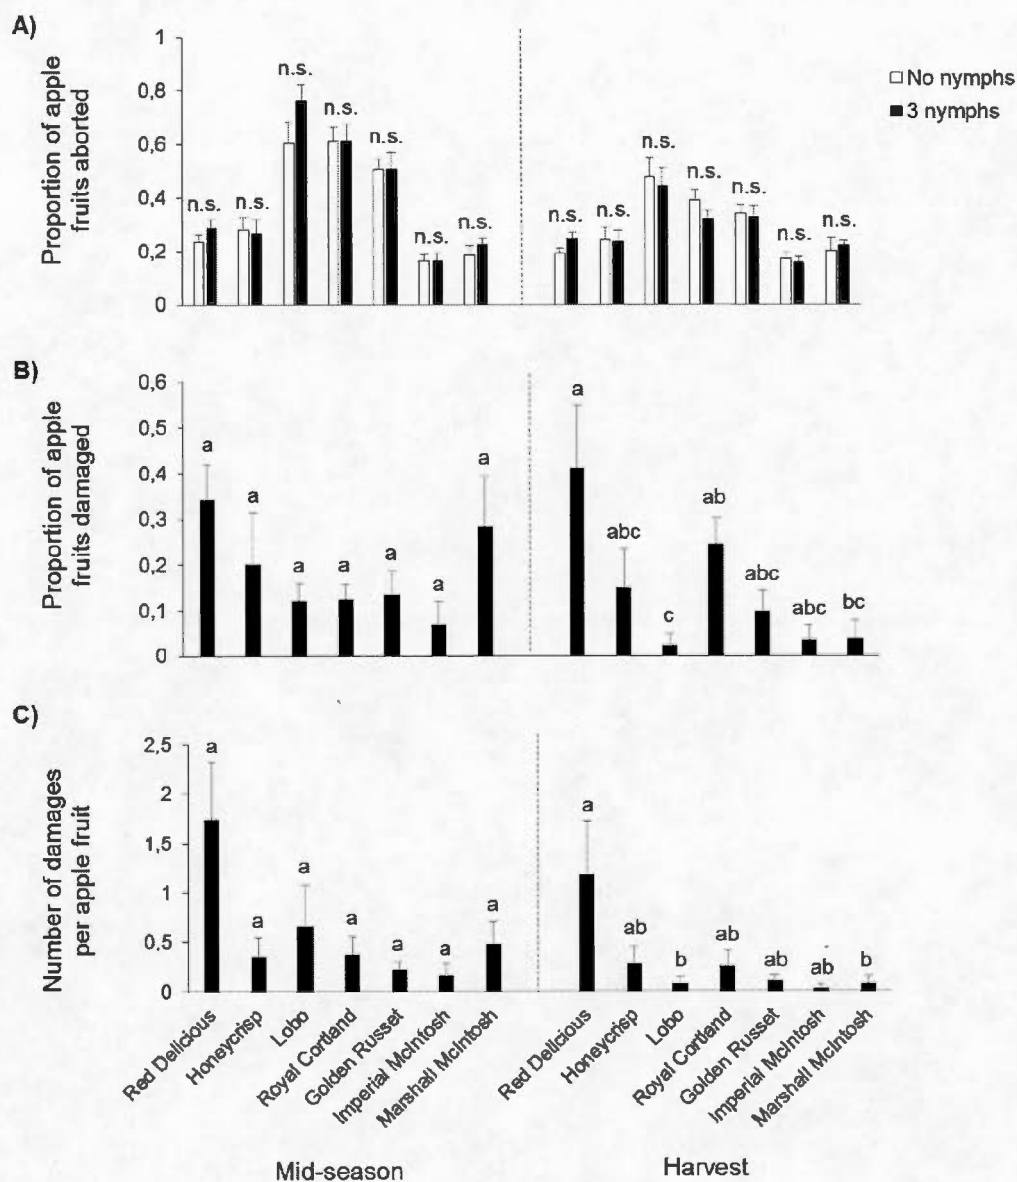 A)
Proportion of apple
fruits aborted
1
0,8
0,6
0,4
0,2
0
n.s. n.s. n.s. n.s. n.s. n.s. n.s.
n.s. n.s. n.s. n.s. n.s. n.s. n.s.
No nymphs
3 nymphs
B)
Proportion of apple
fruits damaged
0,6
0,5
0,4
0,3
0,2
0,1
0
a a a a a a a
a abc c ab abc abc bc
C)
Number of damages
per apple fruit
2,5
2
1,5
1
0.5
0
a a a a a a a
a ab b ab ab ab b
Red Delicious
Honeycrisp
Lobo
Royal Cortland
Golden Russet
Imperial McIntosh
Marshall McIntosh
Red Delicious
Honeycrisp
Lobo
Royal Cortland
Golden Russet
Imperial McIntosh
Marshall McIntosh
Mid-season
Harvest